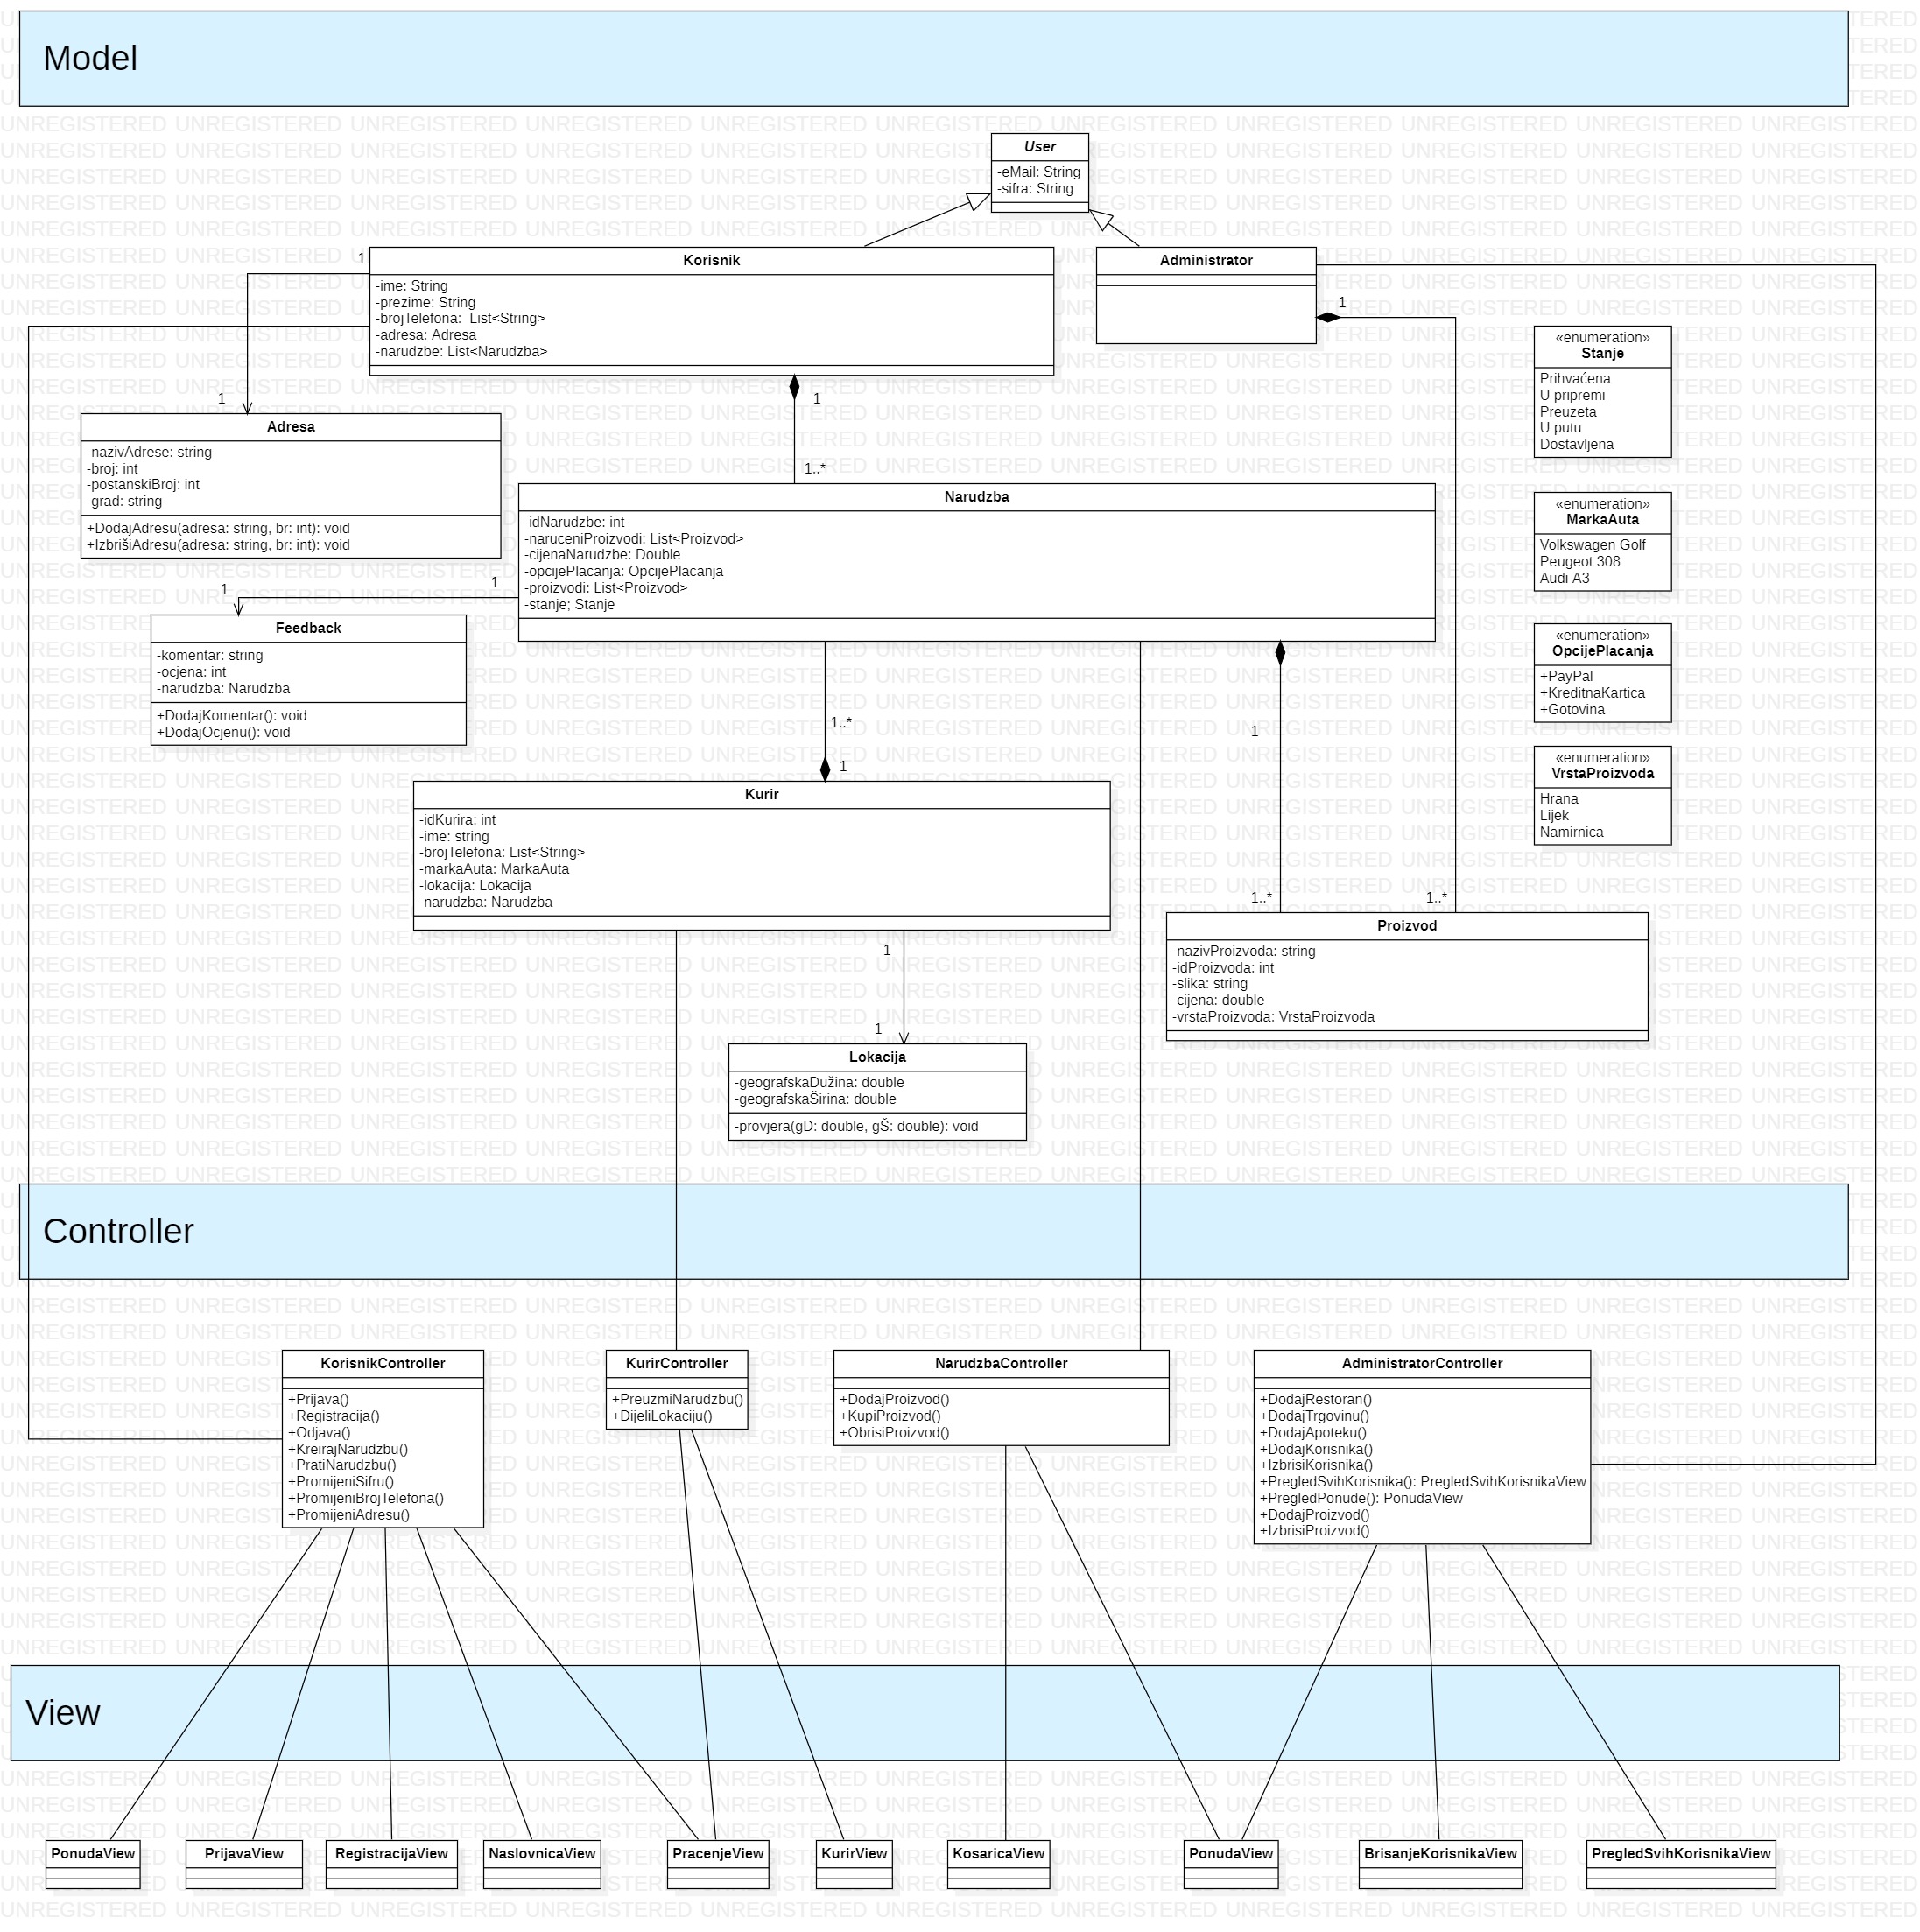 Model
User
-eMail: String
-sifra: String
Korisnik
-ime: String
-prezime: String
-brojTelefona:  List<String>
-adresa: Adresa
-narudzbe: List<Narudzba>
Administrator
1
1
1
1
1..*
«enumeration»
Stanje
Prihvaćena
U pripremi
Preuzeta
U putu
Dostavljena
Adresa
-nazivAdrese: string
-broj: int
-postanskiBroj: int
-grad: string
+DodajAdresu(adresa: string, br: int): void
+IzbrišiAdresu(adresa: string, br: int): void
Narudzba
-idNarudzbe: int
-naruceniProizvodi: List<Proizvod>
-cijenaNarudzbe: Double
-opcijePlacanja: OpcijePlacanja
-proizvodi: List<Proizvod>
-stanje; Stanje
«enumeration»
MarkaAuta
Volkswagen Golf
Peugeot 308
Audi A3
1
1
Feedback
-komentar: string
-ocjena: int
-narudzba: Narudzba
+DodajKomentar(): void
+DodajOcjenu(): void
«enumeration»
OpcijePlacanja
+PayPal
+KreditnaKartica
+Gotovina
1..*
1
1
«enumeration»
VrstaProizvoda
Hrana
Lijek
Namirnica
Kurir
-idKurira: int
-ime: string
-brojTelefona: List<String>
-markaAuta: MarkaAuta
-lokacija: Lokacija
-narudzba: Narudzba
1..*
1..*
Proizvod
-nazivProizvoda: string
-idProizvoda: int
-slika: string
-cijena: double
-vrstaProizvoda: VrstaProizvoda
1
1
Lokacija
-geografskaDužina: double
-geografskaŠirina: double
-provjera(gD: double, gŠ: double): void
Controller
KorisnikController
+Prijava()
+Registracija()
+Odjava()
+KreirajNarudzbu()
+PratiNarudzbu()
+PromijeniSifru()
+PromijeniBrojTelefona()
+PromijeniAdresu()
KurirController
+PreuzmiNarudzbu()
+DijeliLokaciju()
NarudzbaController
+DodajProizvod()
+KupiProizvod()
+ObrisiProizvod()
AdministratorController
+DodajRestoran()
+DodajTrgovinu()
+DodajApoteku()
+DodajKorisnika()
+IzbrisiKorisnika()
+PregledSvihKorisnika(): PregledSvihKorisnikaView
+PregledPonude(): PonudaView
+DodajProizvod()
+IzbrisiProizvod()
View
PonudaView
PrijavaView
RegistracijaView
NaslovnicaView
PracenjeView
KurirView
KosaricaView
PonudaView
BrisanjeKorisnikaView
PregledSvihKorisnikaView